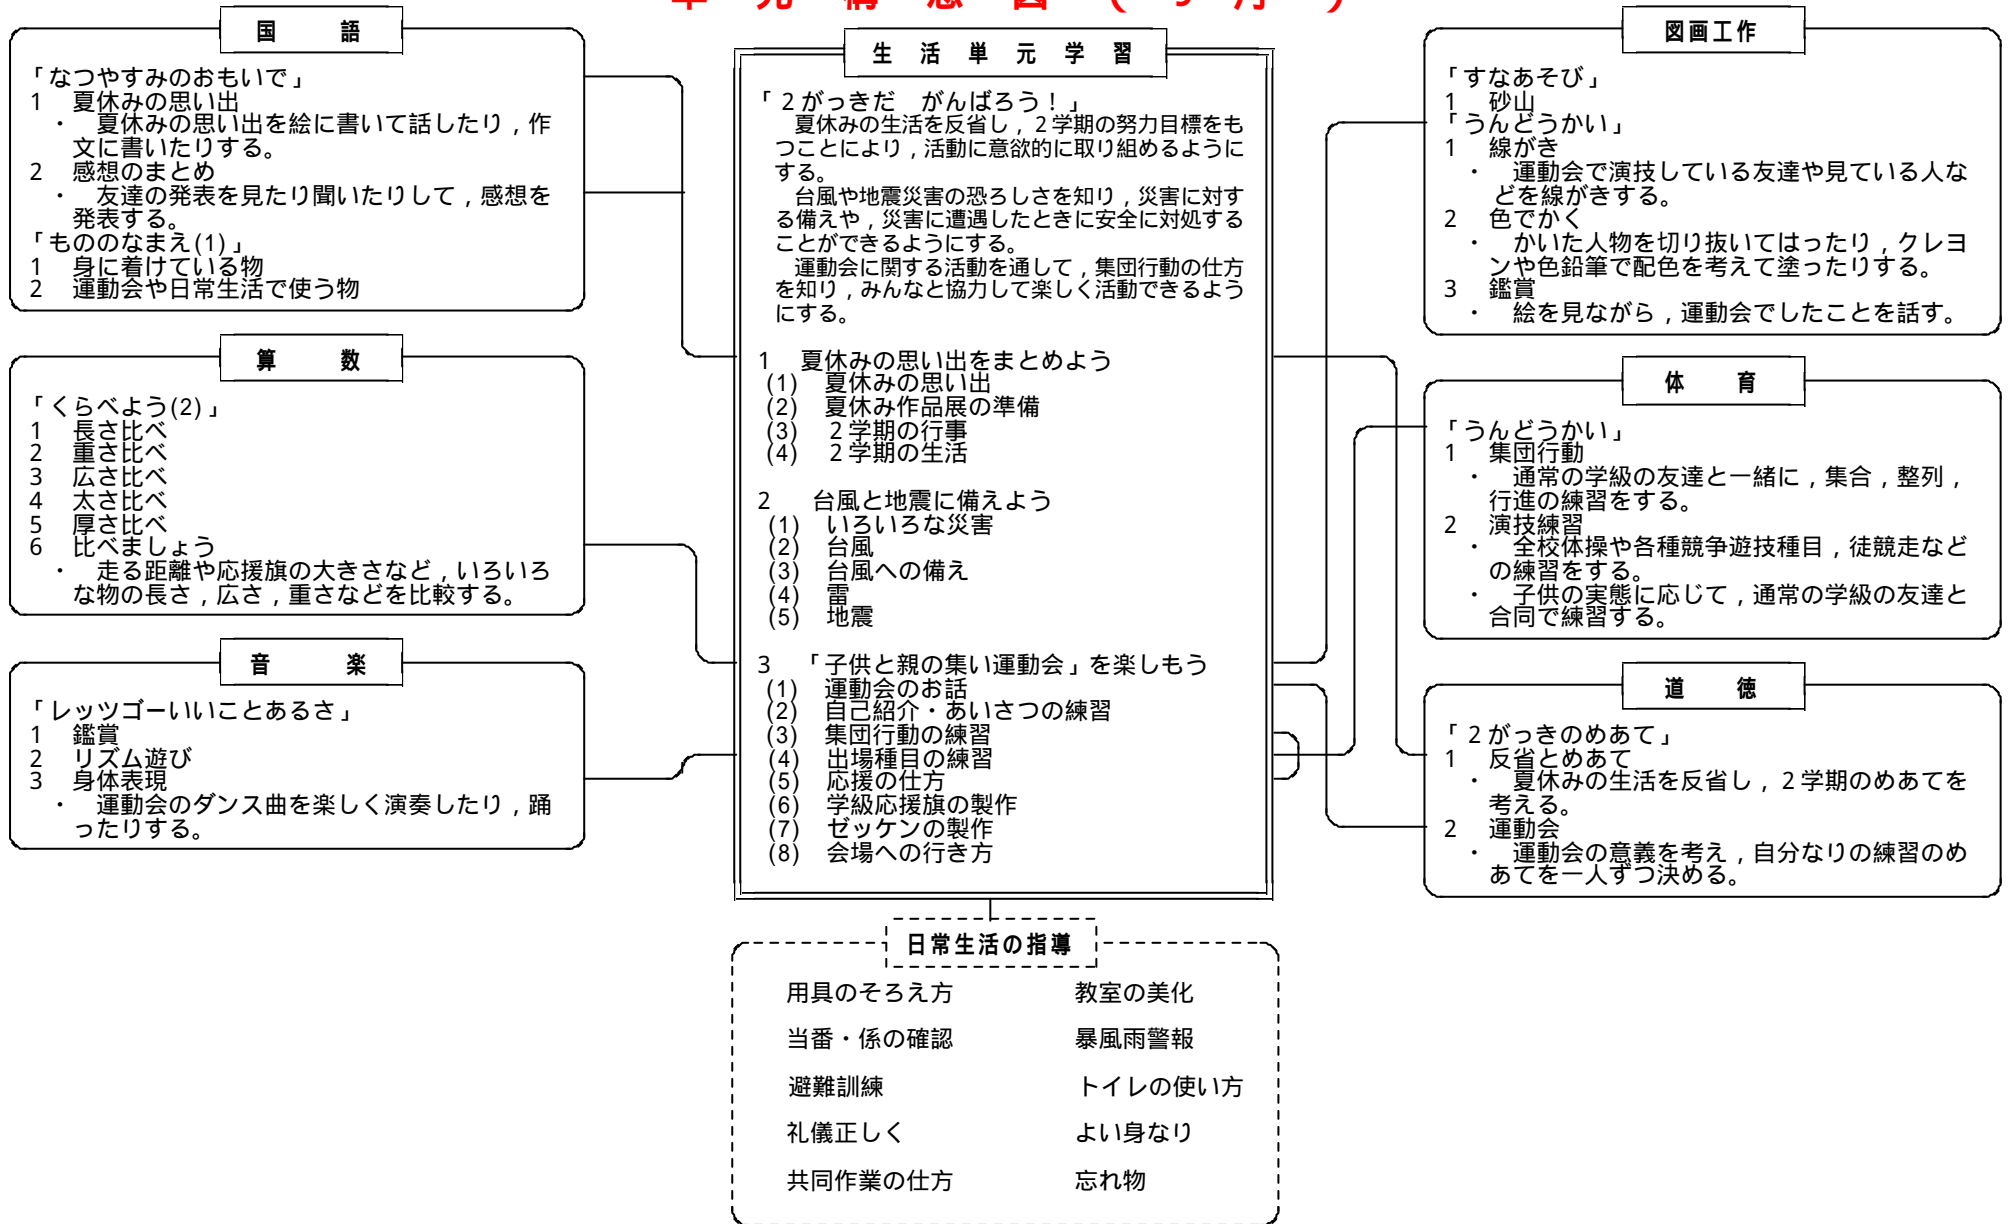 単元構想図(9月)
国語
「なつやすみのおもいで」
1 夏休みの思い出
・ 夏休みの思い出を絵に書いて話したり，作
文に書いたりする。
2 感想のまとめ
・ 友達の発表を見たり聞いたりして，感想を
発表する。
「もののなまえ(1)」
1 身に着けている物
2 運動会や日常生活で使う物
算数
「くらべよう(2)」
1 長さ比べ
2 重さ比べ
3 広さ比べ
4 太さ比べ
5 厚さ比べ
6 比べましょう
・ 走る距離や応援旗の大きさなど，いろいろ
な物の長さ，広さ，重さなどを比較する。
音楽
「レッツゴーいいことあるさ」
1 鑑賞
2 リズム遊び
3 身体表現
・ 運動会のダンス曲を楽しく演奏したり，踊
ったりする。
生活単元学習
「2がっきだ がんばろう！」
夏休みの生活を反省し，2学期の努力目標をも
つことにより，活動に意欲的に取り組めるように
する。
台風や地震災害の恐ろしさを知り，災害に対す
る備えや，災害に遭遇したときに安全に対処する
ことができるようにする。
運動会に関する活動を通して，集団行動の仕方
を知り，みんなと協力して楽しく活動できるよう
にする。
1 夏休みの思い出をまとめよう
(1) 夏休みの思い出
(2) 夏休み作品展の準備
(3) 2学期の行事
(4) 2学期の生活
2 台風と地震に備えよう
(1) いろいろな災害
(2) 台風
(3) 台風への備え
(4) 雷
(5) 地震
3 「子供と親の集い運動会」を楽しもう
(1) 運動会のお話
(2) 自己紹介・あいさつの練習
(3) 集団行動の練習
(4) 出場種目の練習
(5) 応援の仕方
(6) 学級応援旗の製作
(7) ゼッケンの製作
(8) 会場への行き方
図画工作
「すなあそび」
1 砂山
「うんどうかい」
1 線がき
・ 運動会で演技している友達や見ている人な
どを線がきする。
2 色でかく
・ かいた人物を切り抜いてはったり，クレヨ
ンや色鉛筆で配色を考えて塗ったりする。
3 鑑賞
・ 絵を見ながら，運動会でしたことを話す。
体育
「うんどうかい」
1 集団行動
・ 通常の学級の友達と一緒に，集合，整列，
行進の練習をする。
2 演技練習
・ 全校体操や各種競争遊技種目，徒競走など
の練習をする。
・ 子供の実態に応じて，通常の学級の友達と
合同で練習する。
道徳
「2がっきのめあて」
1 反省とめあて
・ 夏休みの生活を反省し，2学期のめあてを
考える。
2 運動会
・ 運動会の意義を考え，自分なりの練習のめ
あてを一人ずつ決める。
日常生活の指導
用具のそろえ方 教室の美化
当番・係の確認 暴風雨警報
避難訓練 トイレの使い方
礼儀正しく よい身なり
共同作業の仕方 忘れ物